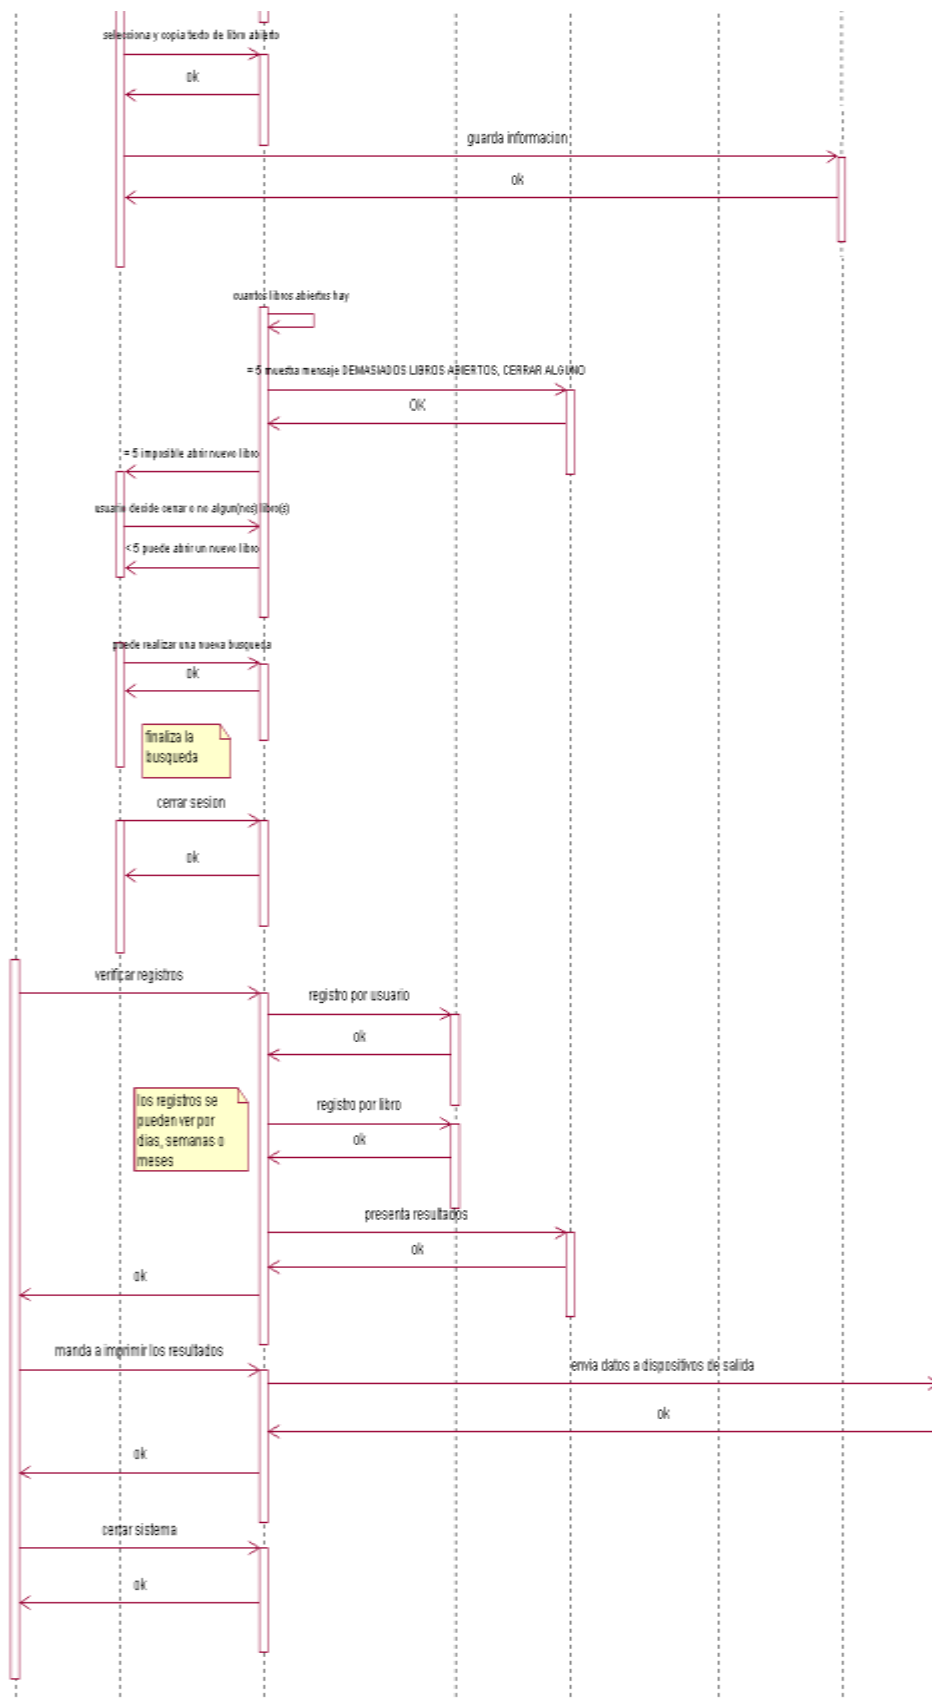 selecciona y copia texto de libro abierto
ok
guarda informacion
ok
cuantos libros abiertos hay
= 5 muestra mensaje DEMASIADOS LIBROS ABIERTOS, CERRAR ALGUNO
OK
= 5 imposible abrir nuevo libro
usuario decide cerrar o no algun(nos) libro(s)
< 5 puede abrir un nuevo libro
puede realizar una nueva busqueda
ok
finaliza la
busqueda
cerrar sesion
ok
verificar registros
registro por usuario
ok
los registros se
pueden ver por
dias, semanas o
meses
registro por libro
ok
presenta resultados
ok
ok
manda a imprimir los resultados
envia datos a dispositivos de salida
ok
ok
cerrar sistema
ok